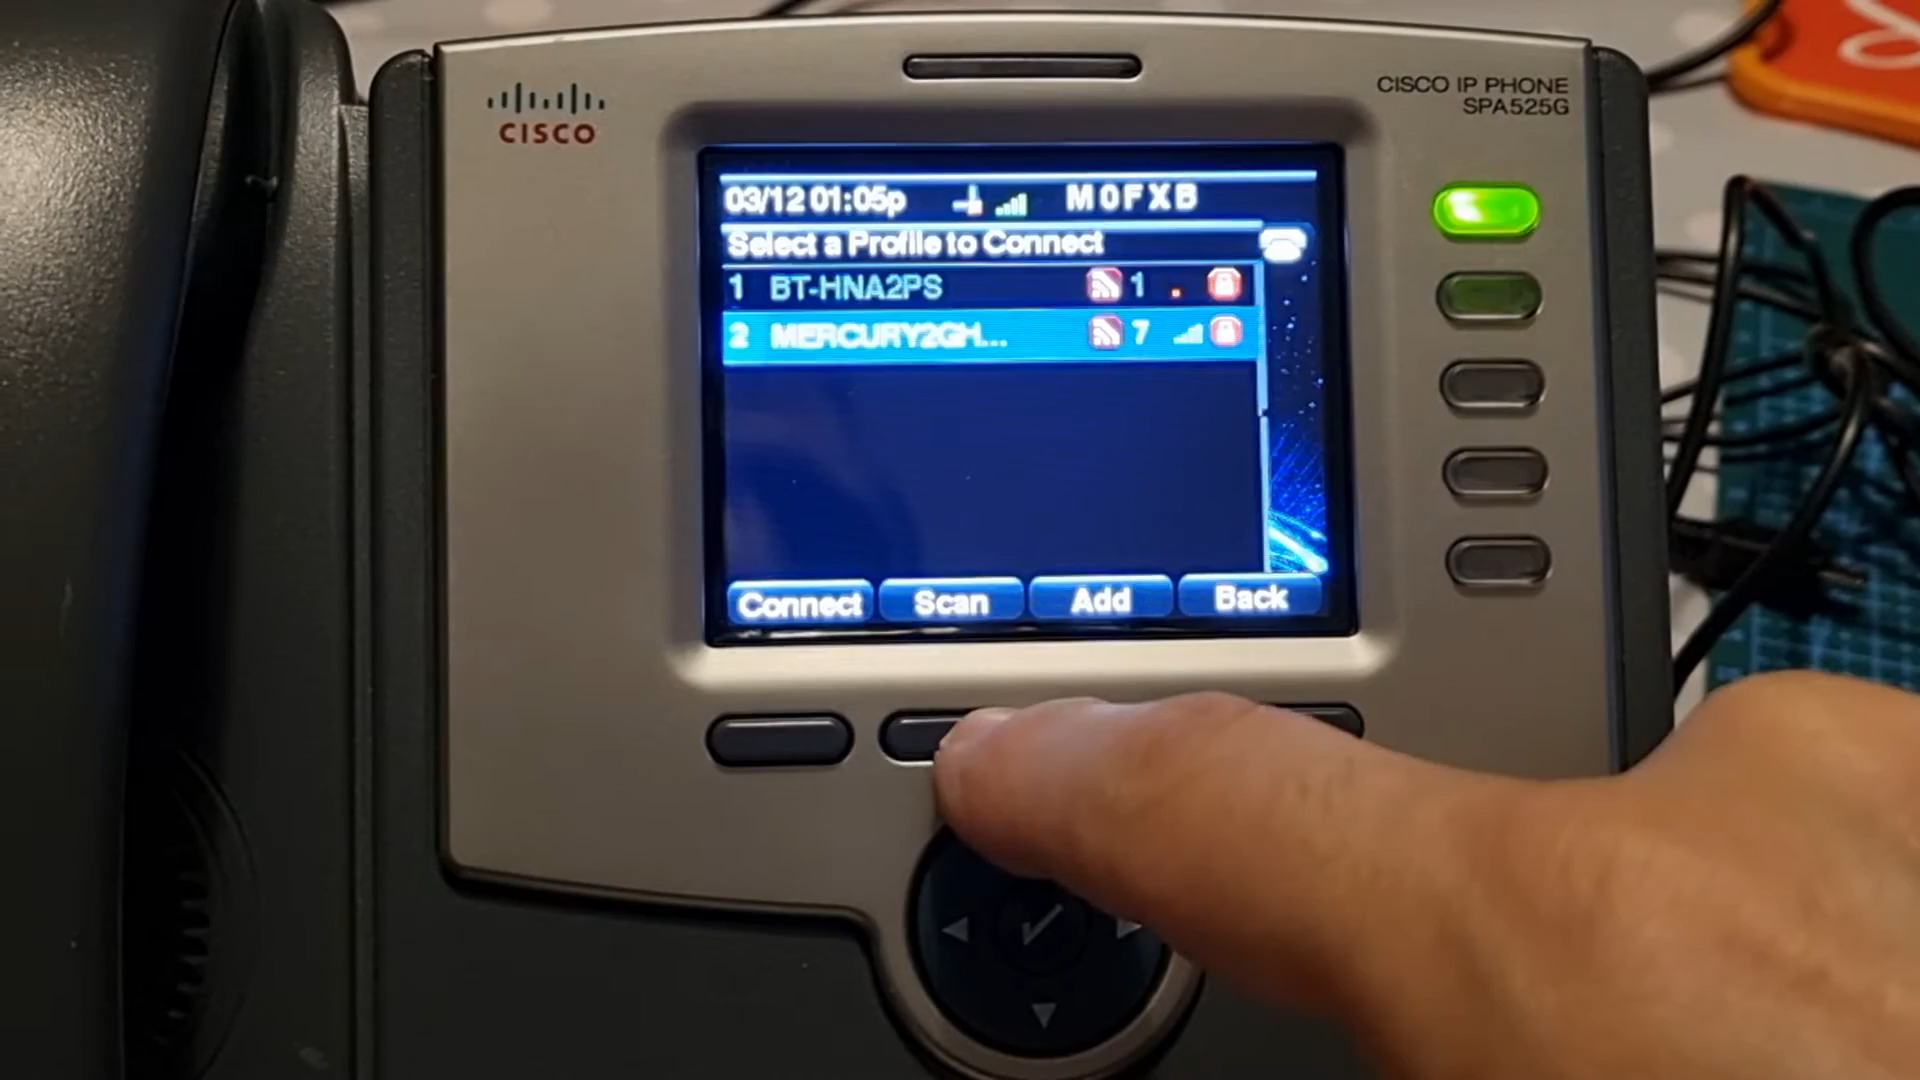 CISCO
CISCO IP PHONE
SPA525G
03/12 01:05p M0FXB
Select a Profile to Connect
1 BT-HNA2PS 1
2 MERCURY2GH... 7
Connect Scan Add Back